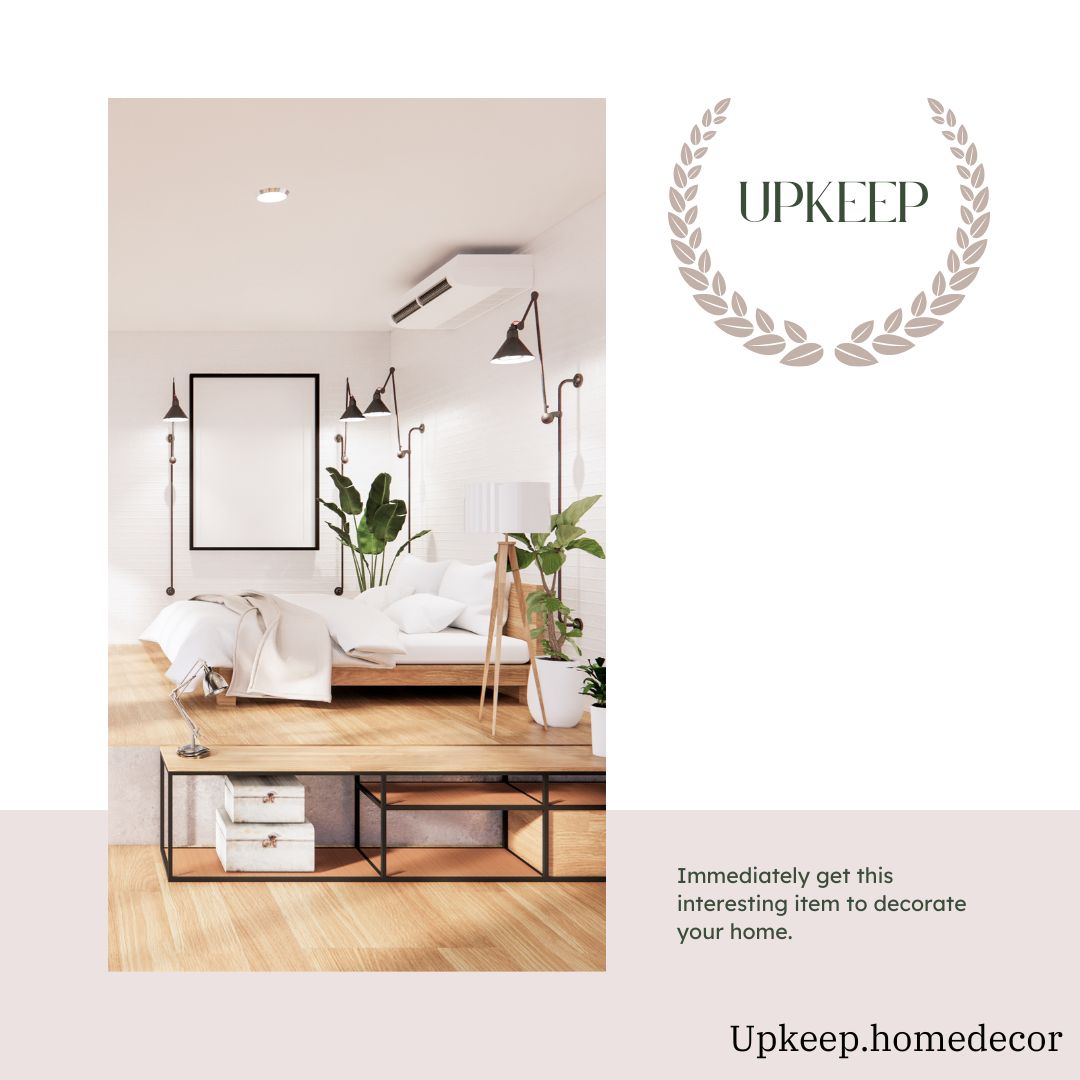 UPKEEP
Immediately get this
interesting item to decorate
your home.
Upkeep.homedecor